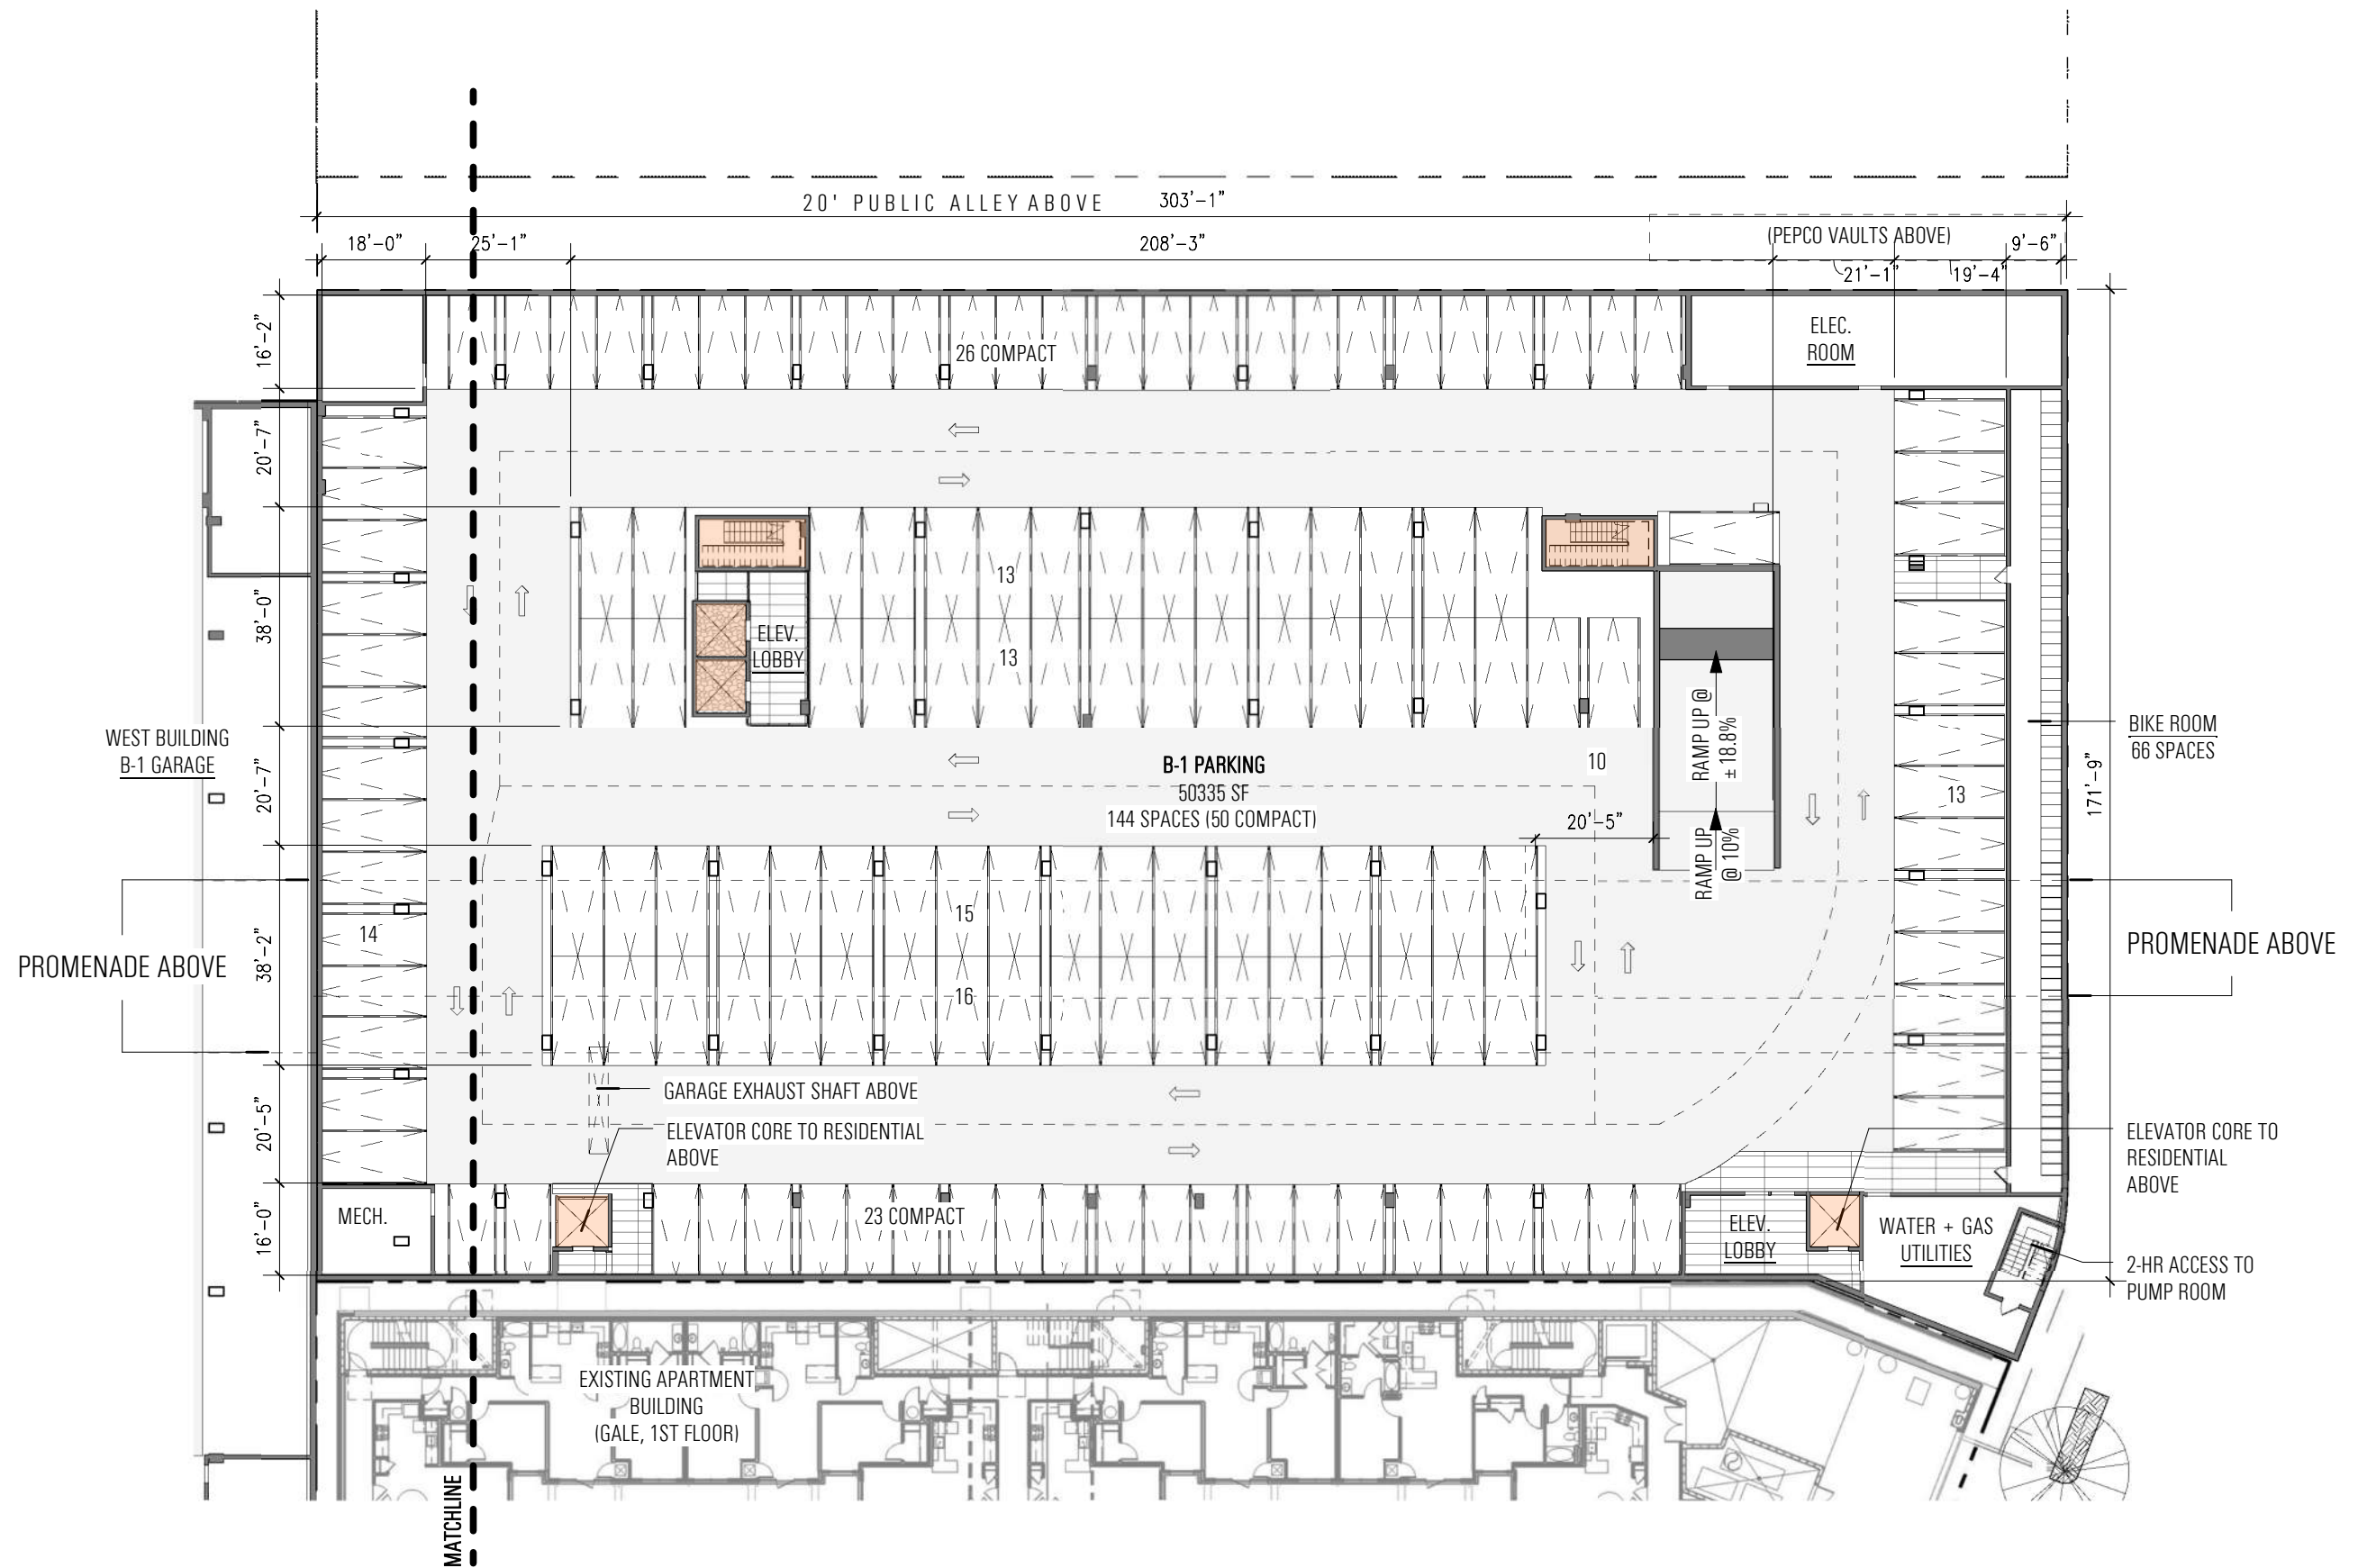 20' PUBLIC ALLEY ABOVE
303'-1"
18'-0"
25'-1"
208'-3"
(PEPCO VAULTS ABOVE)
9'-6"
21'-1"
19'-4"
16'-2"
26 COMPACT
ELEC.
ROOM
20'-7"
38'-0"
13
ELEV.
LOBBY
13
WEST BUILDING
B-1 GARAGE
20'-7"
B-1 PARKING
50335 SF
144 SPACES (50 COMPACT)
10
RAMP UP @
±18.8%
13
BIKE ROOM
66 SPACES
171'-9"
20'-5"
RAMP UP
@ 10%
15
14
38'-2"
PROMENADE ABOVE
PROMENADE ABOVE
16
GARAGE EXHAUST SHAFT ABOVE
20'-5"
ELEVATOR CORE TO RESIDENTIAL
ABOVE
ELEVATOR CORE TO
RESIDENTIAL
ABOVE
16'-0"
MECH.
23 COMPACT
ELEV.
LOBBY
WATER + GAS
UTILITIES
2-HR ACCESS TO
PUMP ROOM
EXISTING APARTMENT
BUILDING
(GALE, 1ST FLOOR)
MATCHLINE